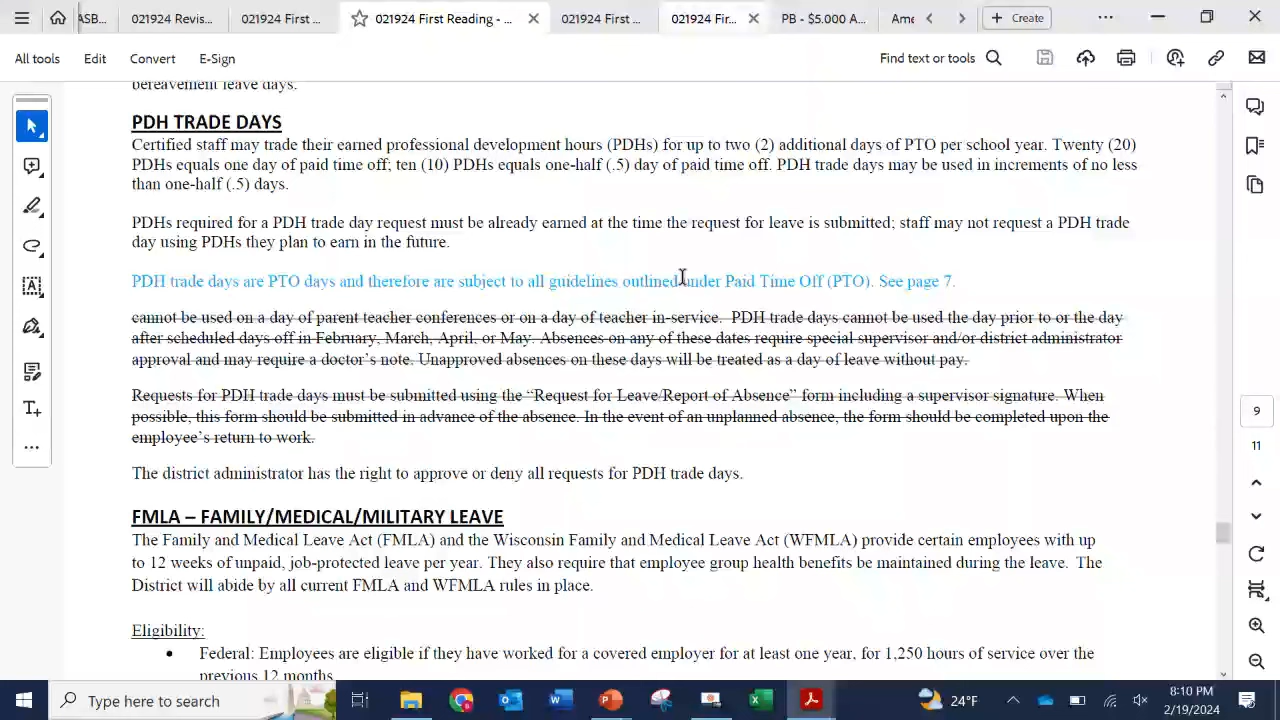 ASB...
021924 Revis...
021924 First ...
021924 First Reading - ...
021924 First ...
021924 Fir...
PB - $5.000 A...
Ame
Create
All tools
Edit
Convert
E-Sign
Find text or tools
bereavement leave days.
PDH TRADE DAYS
Certified staff may trade their earned professional development hours (PDHs) for up to two (2) additional days of PTO per school year. Twenty (20)
PDHs equals one day of paid time off; ten (10) PDHs equals one-half (.5) day of paid time off. PDH trade days may be used in increments of no less
than one-half (.5) days.
PDHs required for a PDH trade day request must be already earned at the time the request for leave is submitted; staff may not request a PDH trade
day using PDHs they plan to earn in the future.
PDH trade days are PTO days and therefore are subject to all guidelines outlined under Paid Time Off (PTO). See page 7.
cannot be used on a day of parent teacher conferences or on a day of teacher in-service. PDH trade days cannot be used the day prior to or the day
after scheduled days off in February, March, April, or May. Absences on any of these dates require special supervisor and/or district administrator
approval and may require a doctor's note. Unapproved absences on these days will be treated as a day of leave without pay.
Requests for PDH trade days must be submitted using the “Request for Leave/Report of Absence” form including a supervisor signature. When
possible, this form should be submitted in advance of the absence. In the event of an unplanned absence, the form should be completed upon the
employee's return to work.
The district administrator has the right to approve or deny all requests for PDH trade days.
FMLA – FAMILY/MEDICAL/MILITARY LEAVE
The Family and Medical Leave Act (FMLA) and the Wisconsin Family and Medical Leave Act (WFMLA) provide certain employees with up
to 12 weeks of unpaid, job-protected leave per year. They also require that employee group health benefits be maintained during the leave. The
District will abide by all current FMLA and WFMLA rules in place.
Eligibility:
• Federal: Employees are eligible if they have worked for a covered employer for at least one year, for 1,250 hours of service over the
previous 12 months
9
11
Type here to search
24°F
8:10 PM
2/19/2024